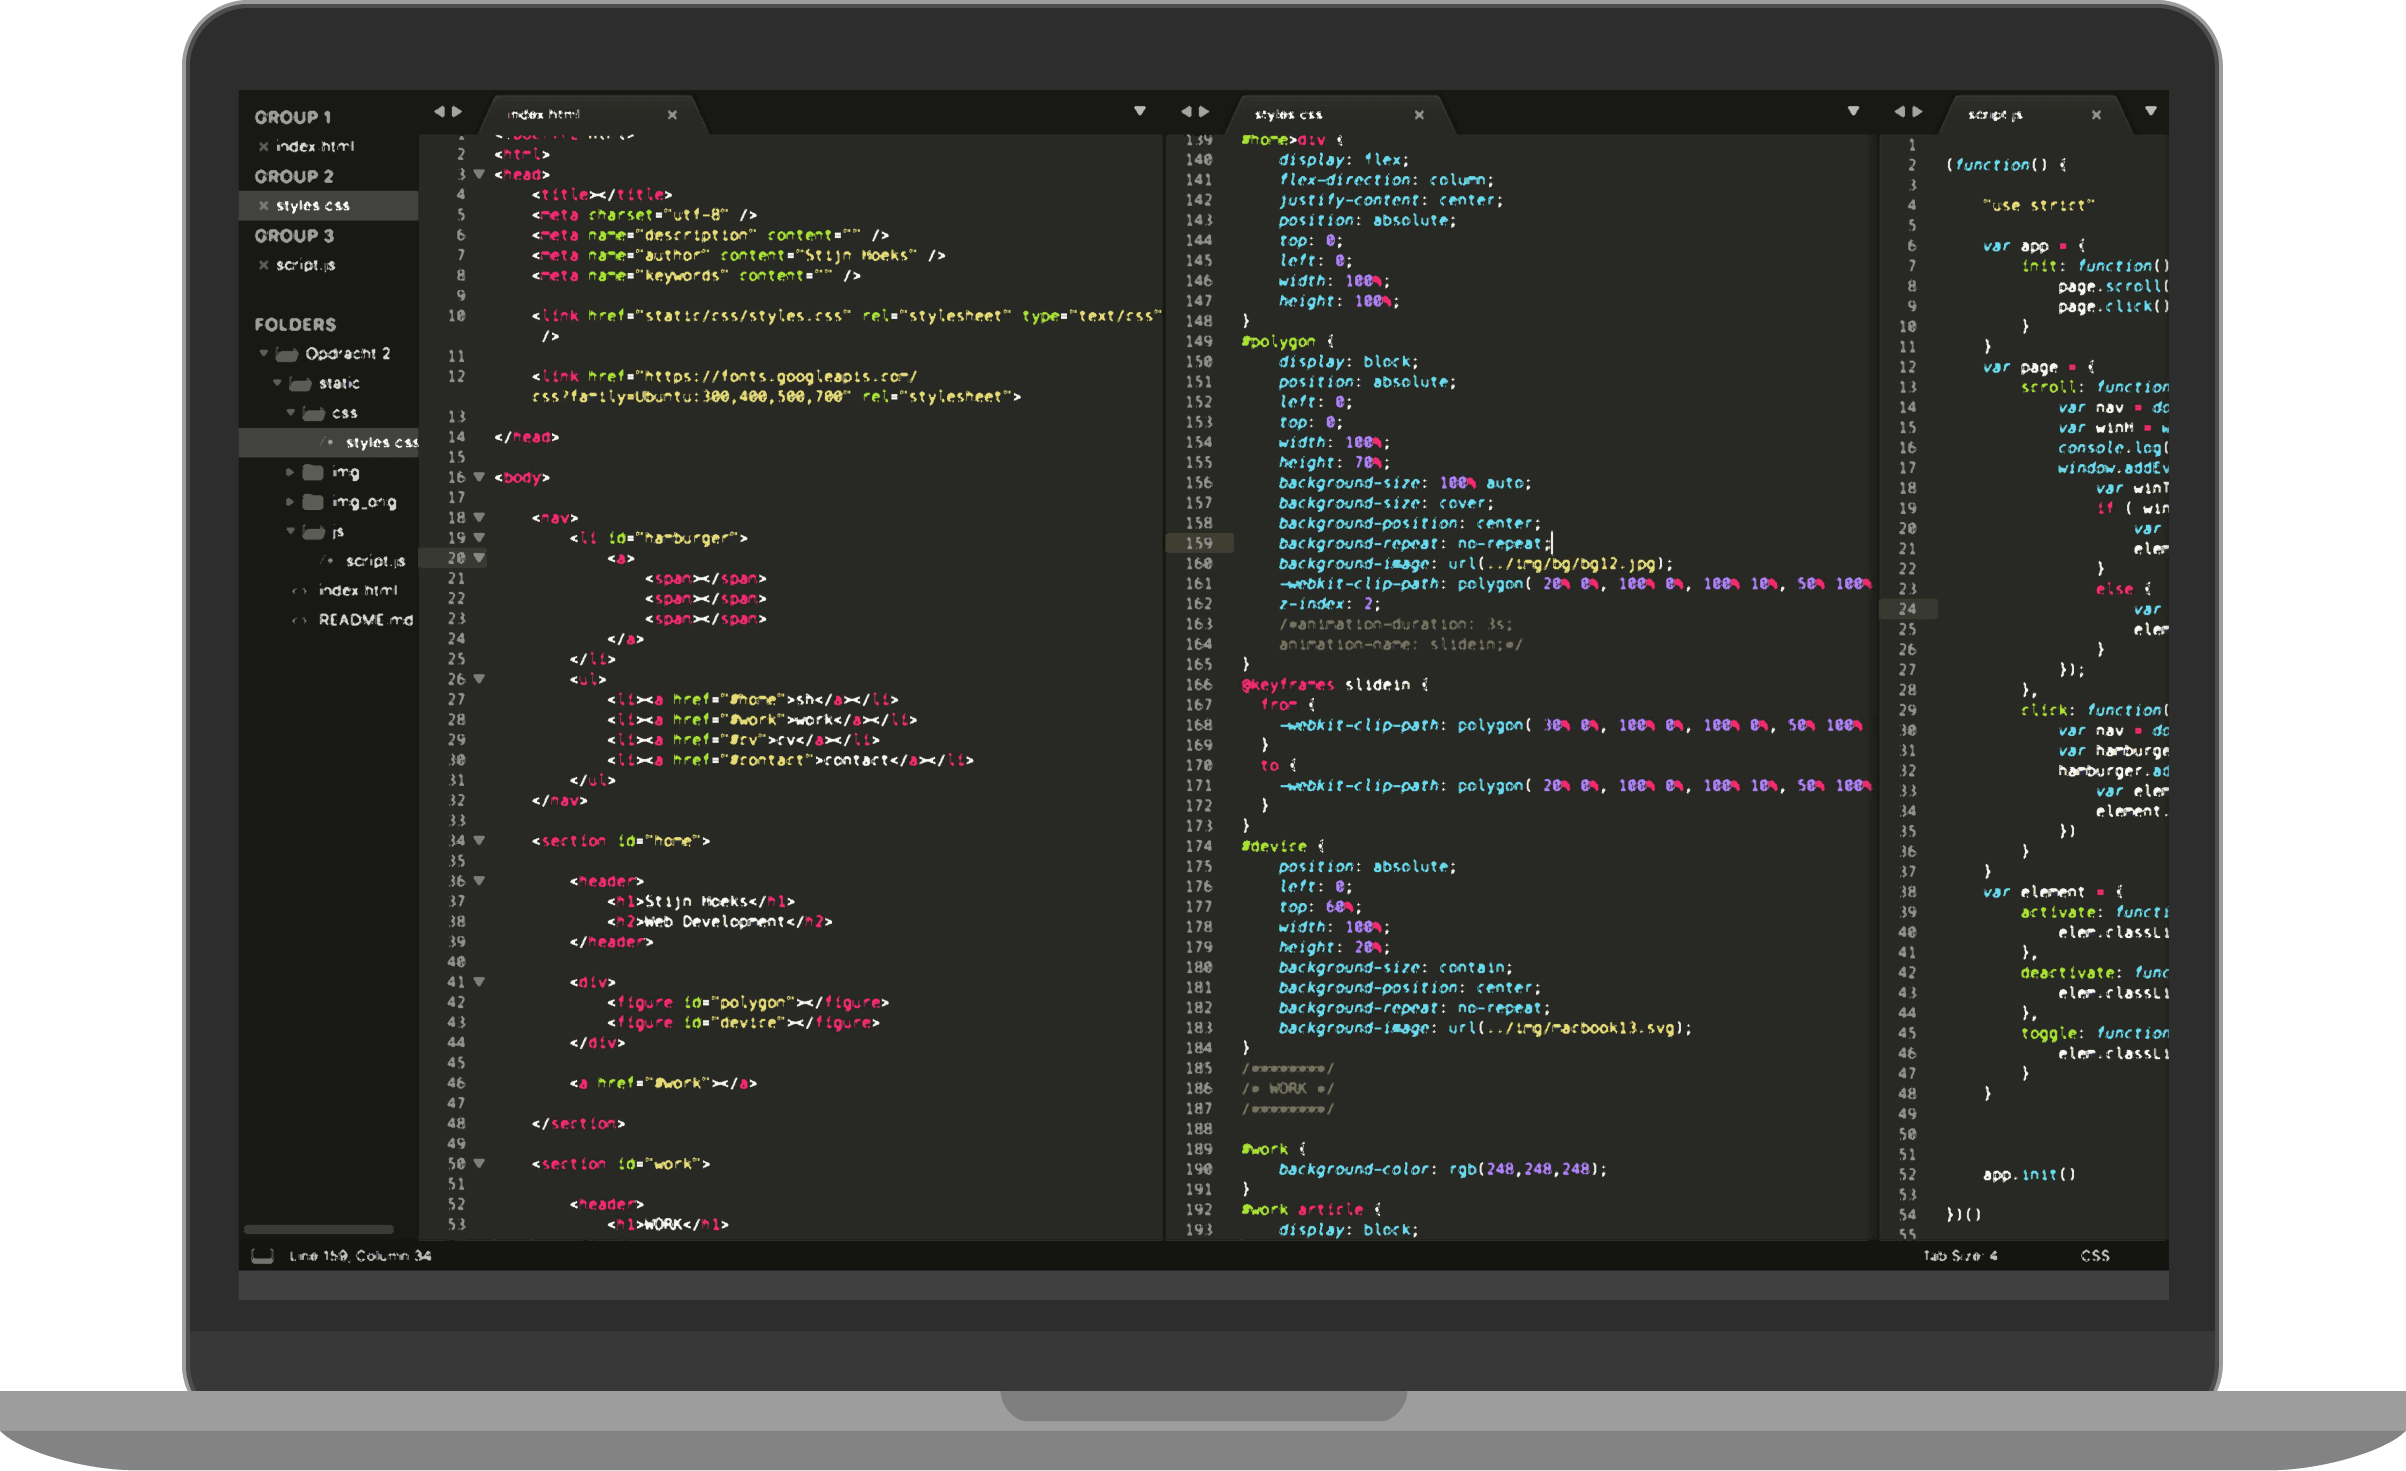 GROUP 1
index.html
GROUP 2
styles.css
GROUP 3
script.js
FOLDERS
Opdracht 2
static
css
styles.css
img
img_orig
js
script.js
index.html
README.md
index.html
1
2 <html>
3 <head>
4 <title></title>
5 <meta charset="utf-8" />
6 <meta name="description" content="" />
7 <meta name="author" content="Stijn Hoeks" />
8 <meta name="keywords" content="" />
9
10 <link href="static/css/styles.css" rel="stylesheet" type="text/css"
/>
11
12 <link href="https://fonts.googleapis.com/
css?family=Ubuntu:300,400,500,700" rel="stylesheet">
13
14 </head>
15
16 <body>
17
18 <nav>
19 <li id="hamburger">
20 <a>
21 <span></span>
22 <span></span>
23 <span></span>
24 </a>
25 </li>
26 <ul>
27 <li><a href="#home">sh</a></li>
28 <li><a href="#work">work</a></li>
29 <li><a href="#cv">cv</a></li>
30 <li><a href="#contact">contact</a></li>
31 </ul>
32 </nav>
33
34 <section id="home">
35
36 <header>
37 <h1>Stijn Hoeks</h1>
38 <h2>Web Development</h2>
39 </header>
40
41 <div>
42 <figure id="polygon"></figure>
43 <figure id="device"></figure>
44 </div>
45
46 <a href="#work"></a>
47
48 </section>
49
50 <section id="work">
51
52 <header>
53 <h1>WORK</h1>
styles.css
139 #home>div {
140 display: flex;
141 flex-direction: column;
142 justify-content: center;
143 position: absolute;
144 top: 0;
145 left: 0;
146 width: 100%;
147 height: 100%;
148 }
149 #polygon {
150 display: block;
151 position: absolute;
152 left: 0;
153 top: 0;
154 width: 100%;
155 height: 70%;
156 background-size: 100% auto;
157 background-size: cover;
158 background-position: center;
159 background-repeat: no-repeat;
160 background-image: url(../img/bg/bg12.jpg);
161 -webkit-clip-path: polygon( 20% 0%, 100% 0%, 100% 10%, 50% 100%
162 z-index: 2;
163 /*animation-duration: 3s;
164 animation-name: slidein;*/
165 }
166 @keyframes slidein {
167 from {
168 -webkit-clip-path: polygon( 30% 0%, 100% 0%, 100% 0%, 50% 100%
169 }
170 to {
171 -webkit-clip-path: polygon( 20% 0%, 100% 0%, 100% 10%, 50% 100%
172 }
173 }
174 #device {
175 position: absolute;
176 left: 0;
177 top: 60%;
178 width: 100%;
179 height: 20%;
180 background-size: contain;
181 background-position: center;
182 background-repeat: no-repeat;
183 background-image: url(../img/macbook13.svg);
184 }
185 /********/
186 /* WORK */
187 /********/
188
189 #work {
190 background-color: rgb(248,248,248);
191 }
192 #work article {
193 display: block;
script.js
1
2 (function() {
3
4 "use strict"
5
6 var app = {
7 init: function()
8 page.scroll(
9 page.click()
10 }
11 }
12 var page = {
13 scroll: function
14 var nav = do
15 var winH = w
16 console.log(
17 window.addEv
18 var winT
19 if ( win
20 var
21 elem
22 }
23 else {
24 var
25 elem
26 }
27 });
28 },
29 click: function(
30 var nav = do
31 var hamburge
32 hamburger.ad
33 var elem
34 element.
35 })
36 }
37 }
38 var element = {
39 activate: functi
40 elem.classLi
41 },
42 deactivate: func
43 elem.classLi
44 },
45 toggle: function
46 elem.classLi
47 }
48 }
49
50
51
52 app.init()
53
54 })()
55
Line 159, Column 34
Tab Size: 4
CSS